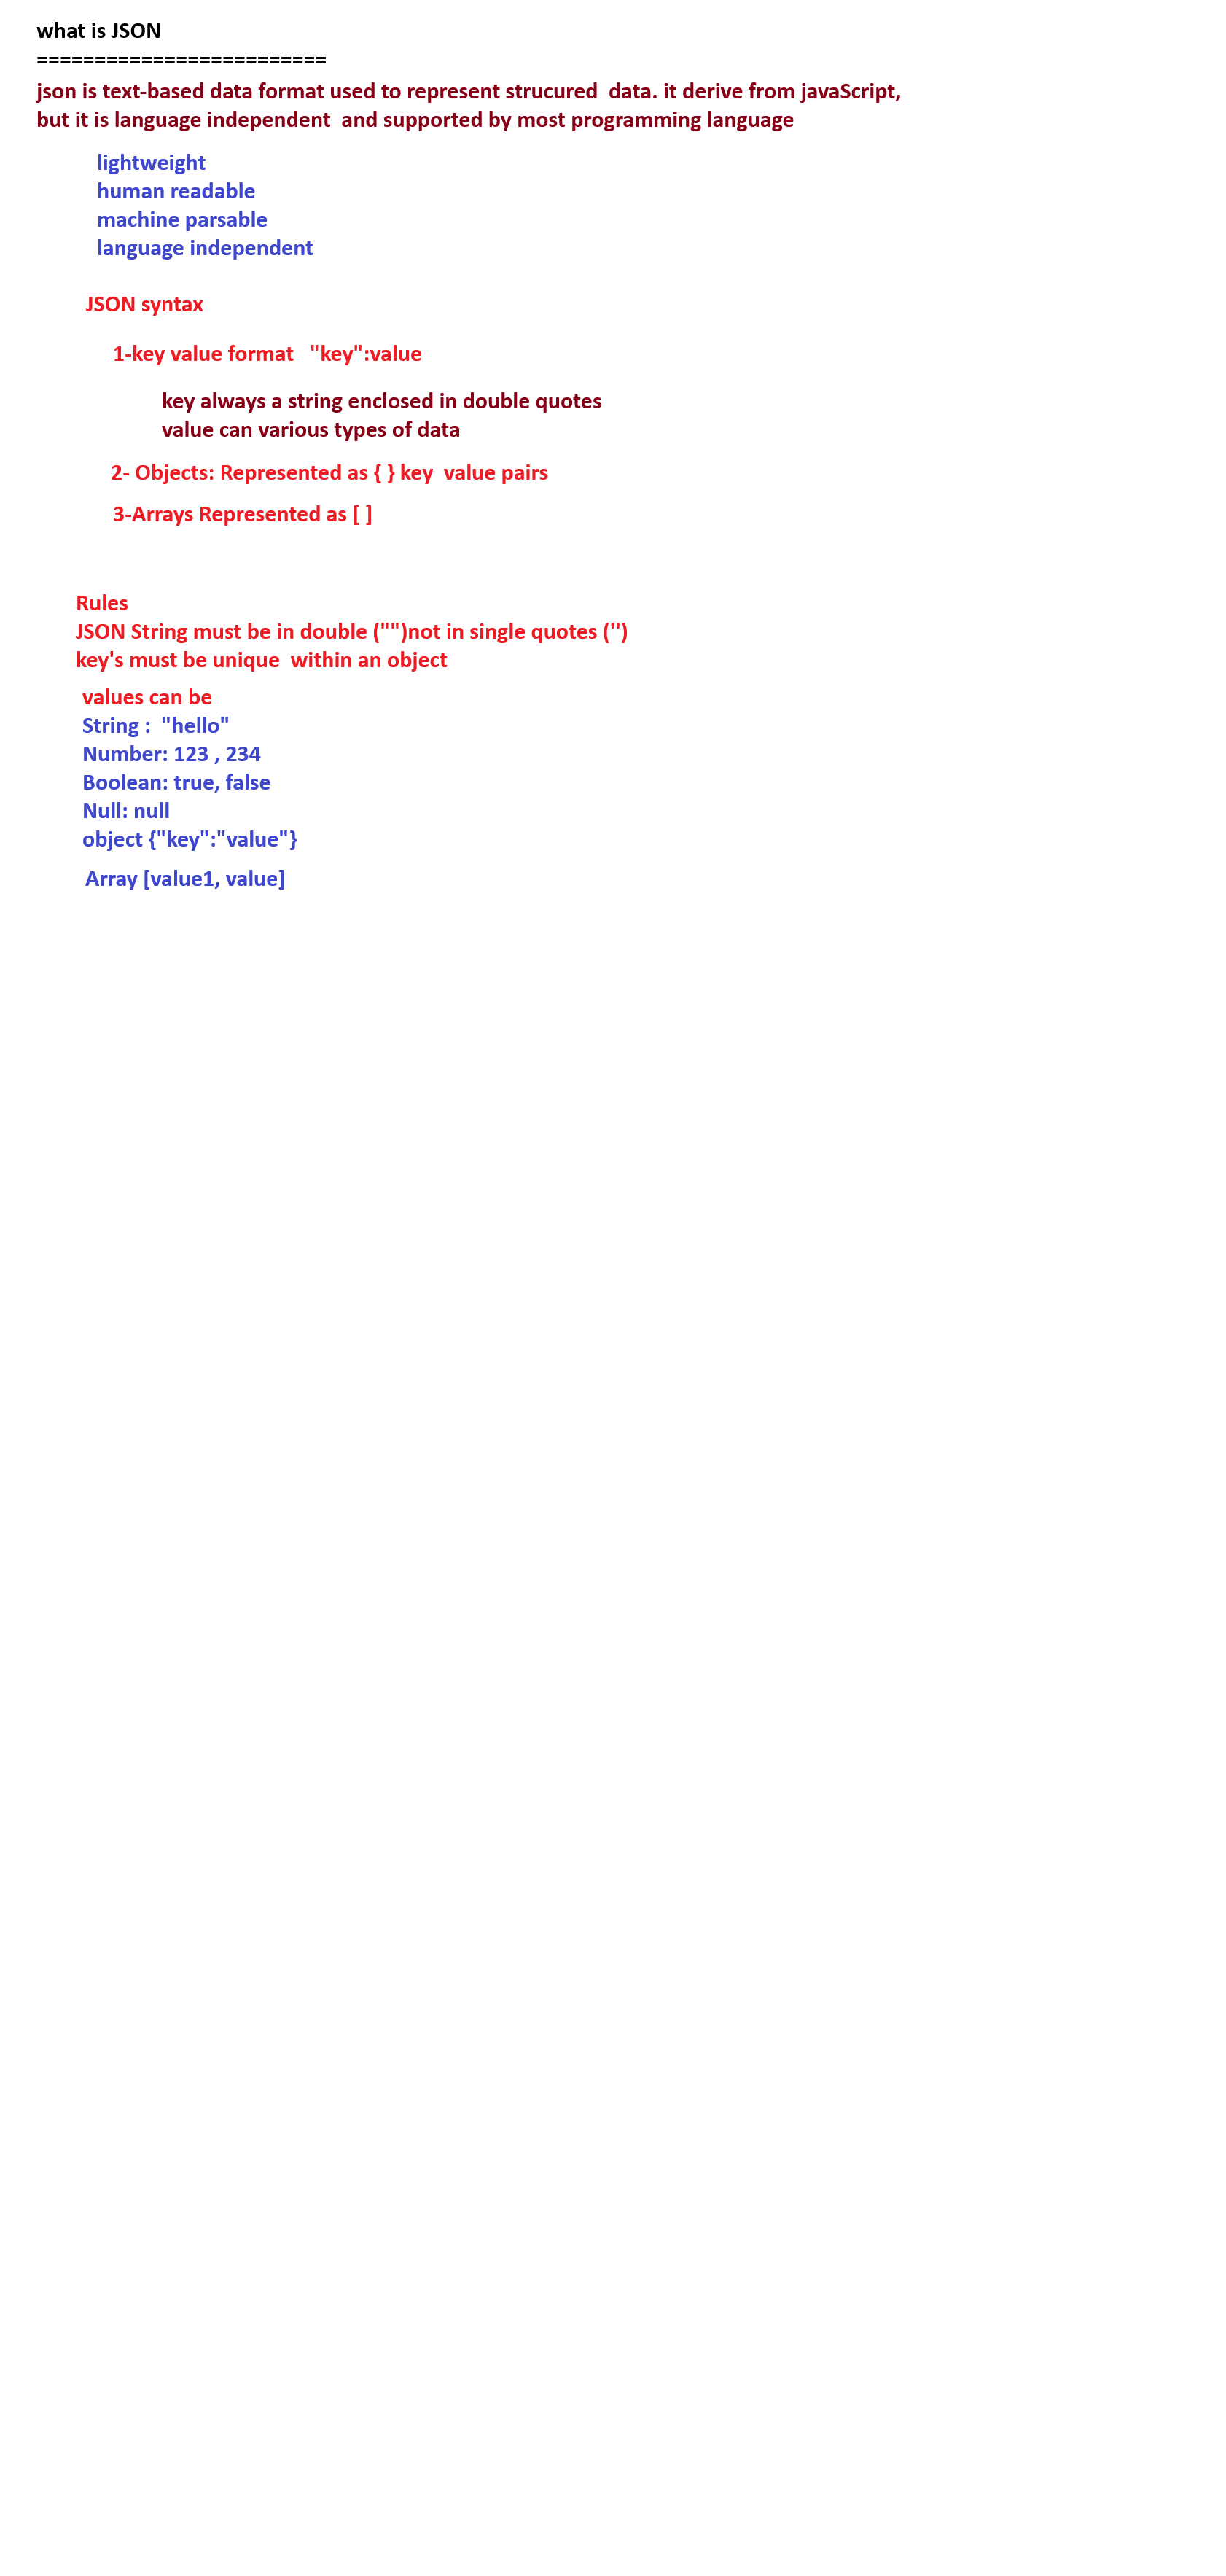 what is JSON
=========================
json is text-based data format used to represent strucured  data. it derive from javaScript,
but it is language independent  and supported by most programming language
lightweight
human readable
machine parsable
language independent
JSON syntax
1-key value format   "key":value
key always a string enclosed in double quotes
value can various types of data
2- Objects: Represented as { } key  value pairs
3-Arrays Represented as [ ]
Rules
JSON String must be in double ("")not in single quotes ('')
key's must be unique  within an object
values can be
String :  "hello"
Number: 123 , 234
Boolean: true, false
Null: null
object {"key":"value"}
Array [value1, value]